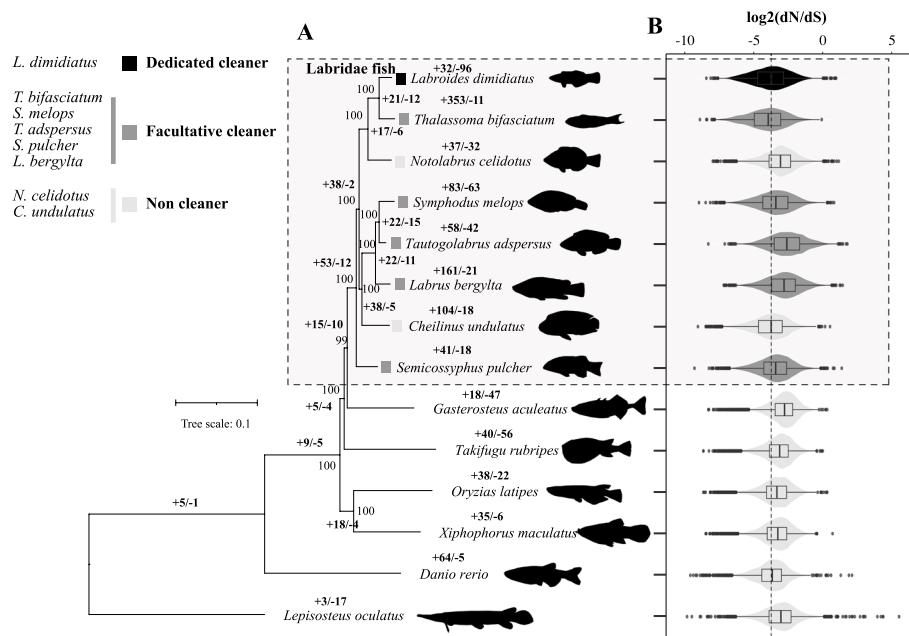 A
B
log2(dN/dS)
-10 -5 0 5
L. dimidiatus
Dedicated cleaner
T. bifasciatum
S. melops
T. adspersus
S. pulcher
L. bergylta
Facultative cleaner
N. celidotus
C. undulatus
Non cleaner
Labridae fish
+32/-96
Labroides dimidiatus
100
+21/-12
+353/-11
Thalassoma bifasciatum
100
+17/-6
+37/-32
Notolabrus celidotus
+38/-2
100
+83/-63
Symphodus melops
100
+22/-15
+58/-42
Tautogolabrus adspersus
100
+22/-11
+53/-12
100
+161/-21
Labrus bergylta
100
+38/-5
+104/-18
Cheilinus undulatus
+15/-10
99
+41/-18
Semicossyphus pulcher
100
+5/-4
+18/-47
Gasterosteus aculeatus
Tree scale: 0.1
+9/-5
+40/-56
Takifugu rubripes
100
+38/-22
Oryzias latipes
100
+18/-4
+35/-6
Xiphophorus maculatus
+5/-1
+64/-5
Danio rerio
+3/-17
Lepisosteus oculatus